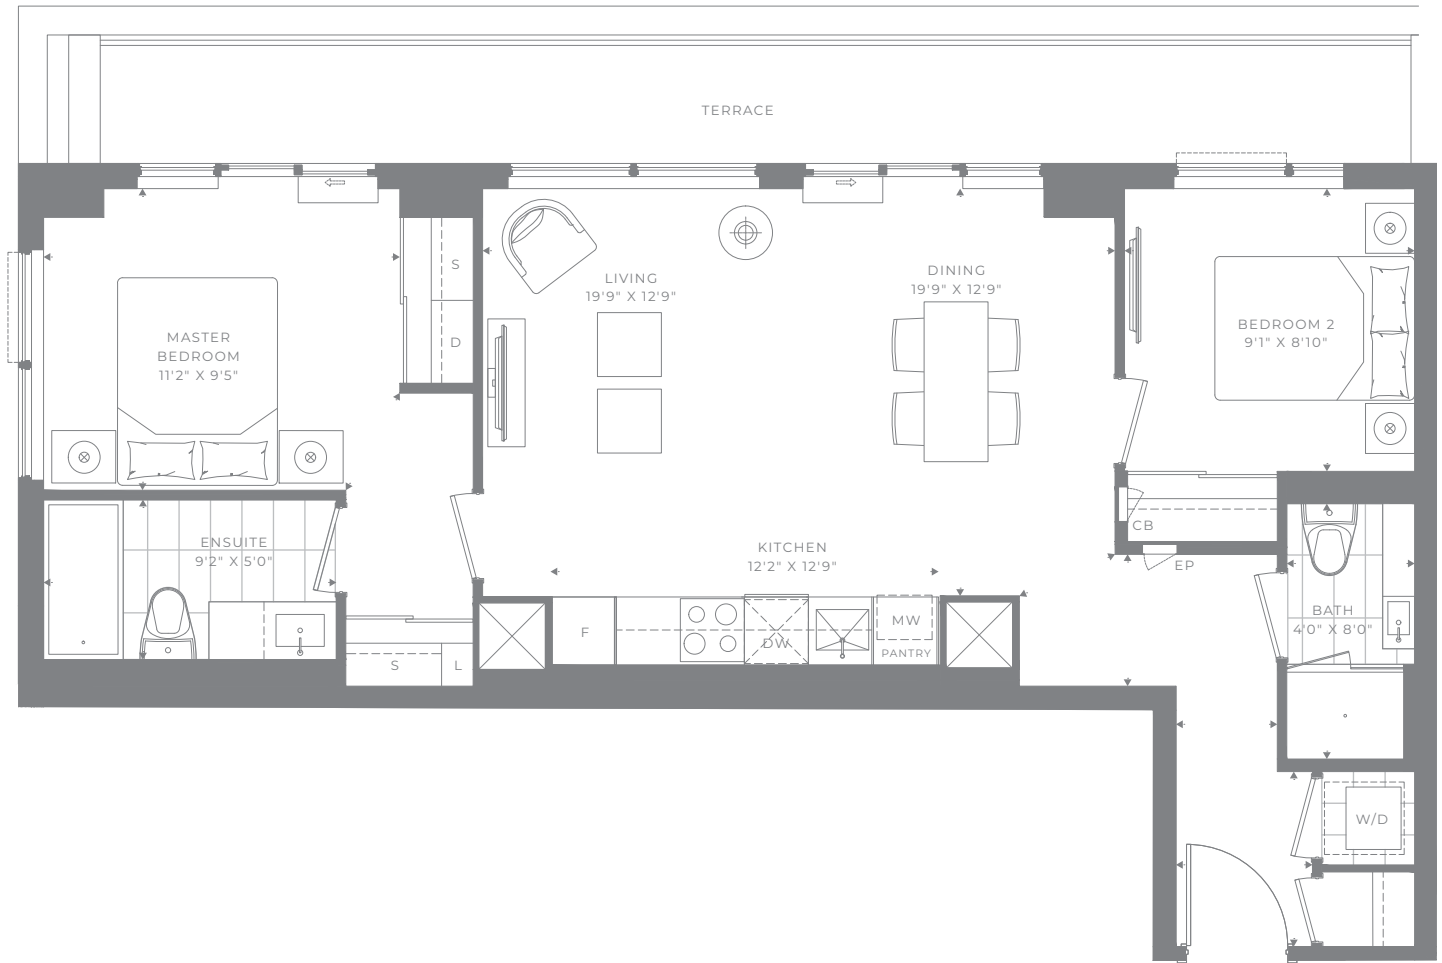 TERRACE
LIVING
19'9" X 12'9"
DINING
19'9" X 12'9"
S
D
MASTER
BEDROOM
11'2" X 9'5"
BEDROOM 2
9'1" X 8'10"
CB
EP
ENSUITE
9'2" X 5'0"
KITCHEN
12'2" X 12'9"
F
DW
MW
PANTRY
S
L
BATH
4'0" X 8'0"
W/D